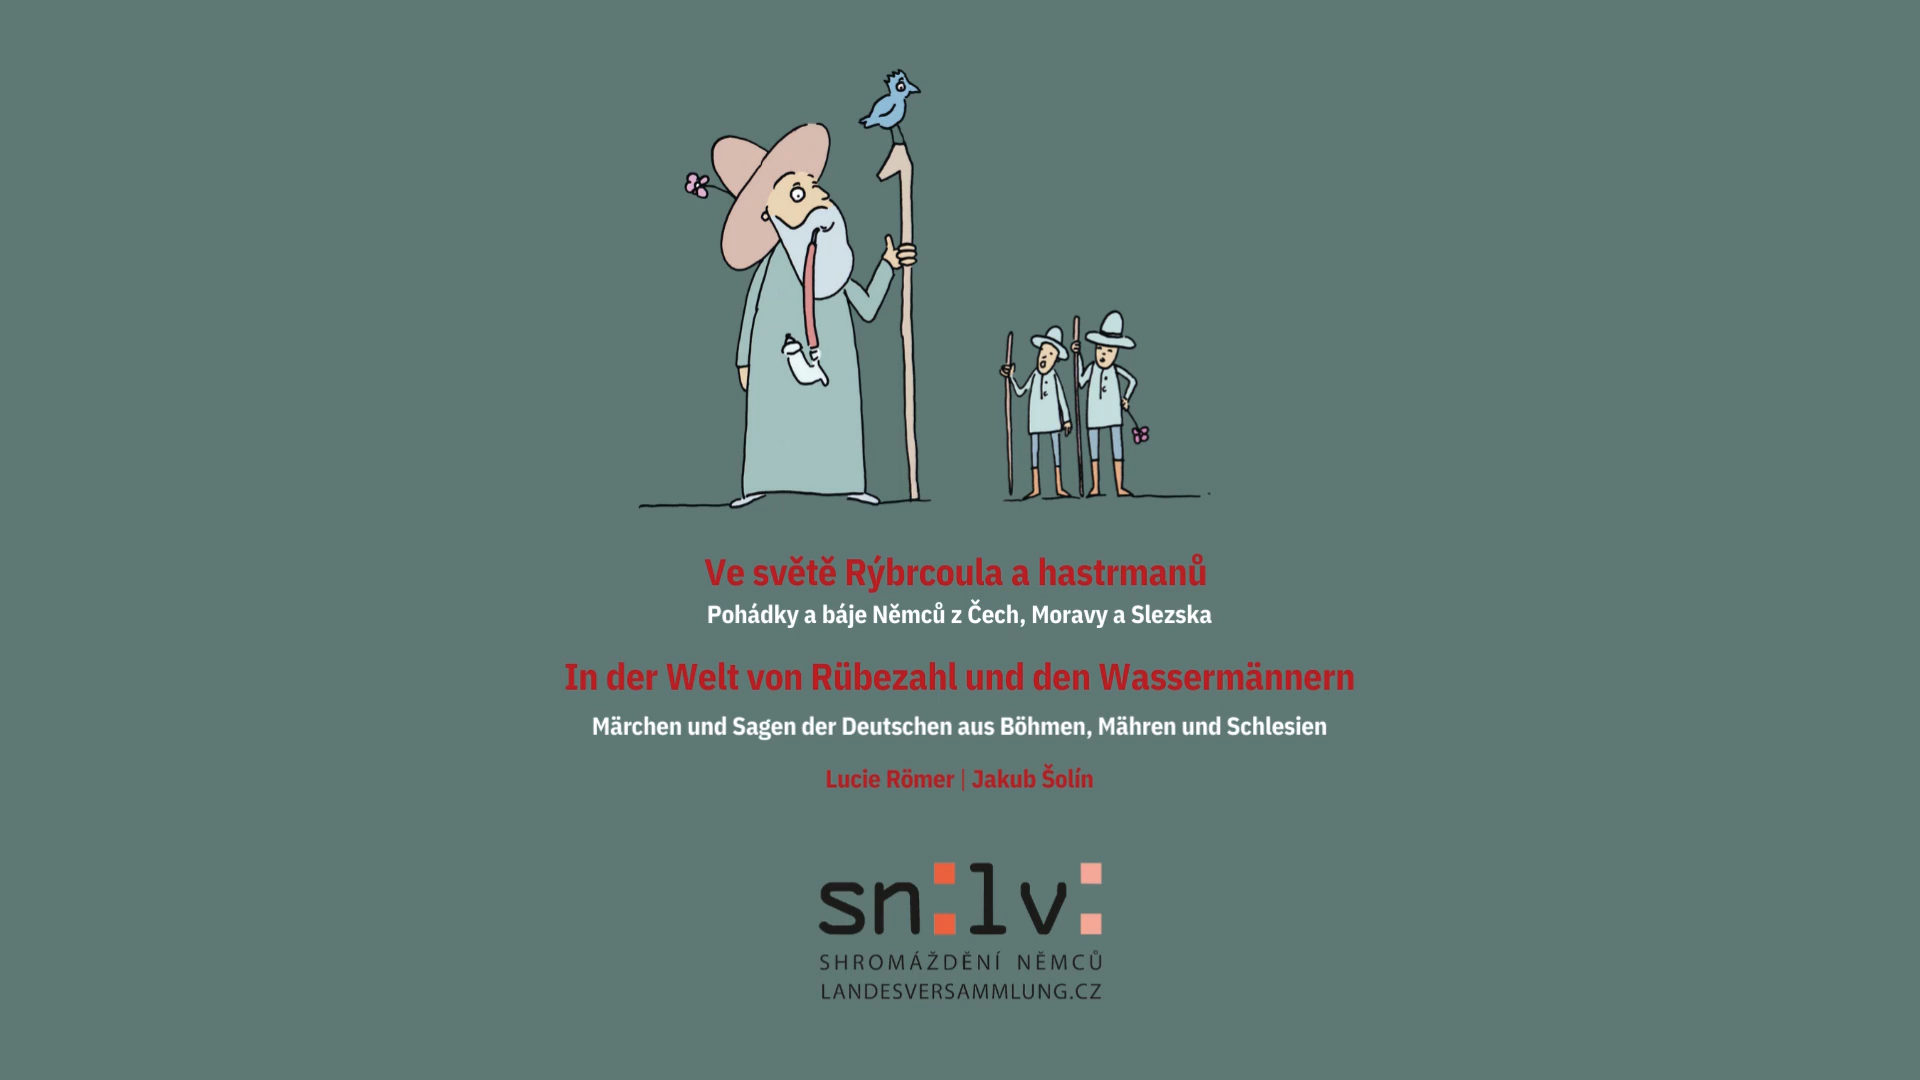 Ve světě Rýbrcoula a hastrmanů
Pohádky a báje Němců z Čech, Moravy a Slezska
In der Welt von Rübezahl und den Wassermännern
Märchen und Sagen der Deutschen aus Böhmen, Mähren und Schlesien
Lucie Römer | Jakub Šolín
sn:lv:
SHROMÁŽDĚNÍ NĚMCŮ
LANDESVERSAMMLUNG.CZ